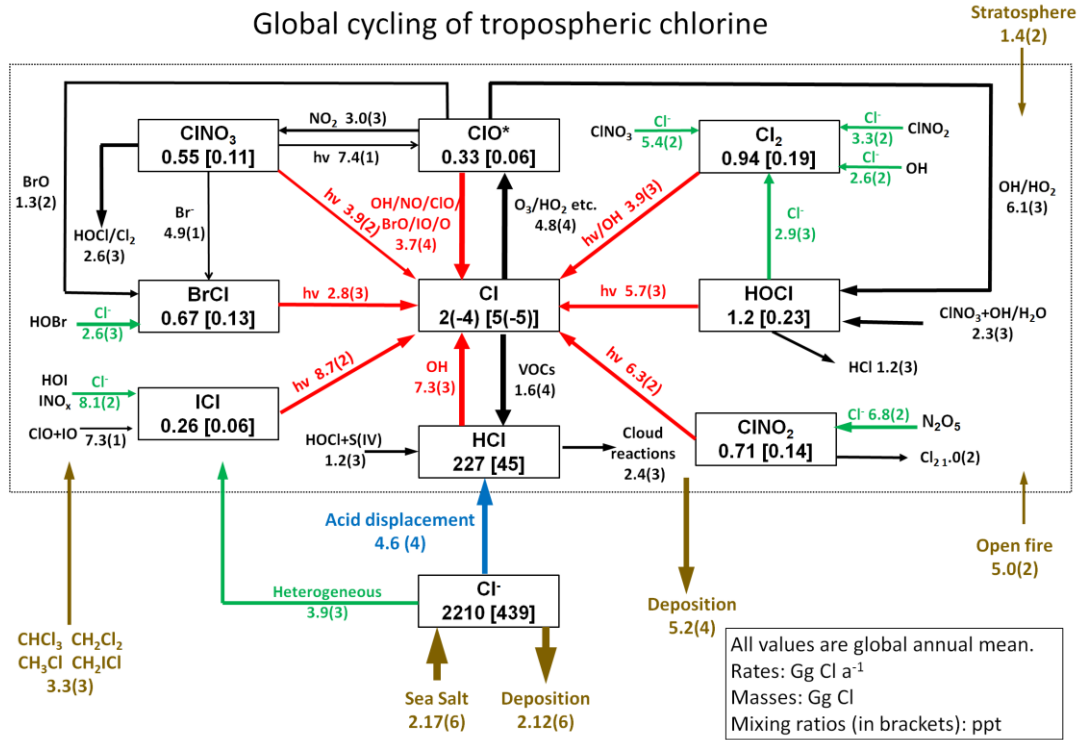 Global cycling of tropospheric chlorine
Stratosphere
1.4(2)
ClNO₃
0.55 [0.11]
NO₂ 3.0(3)
hv 7.4(1)
ClO*
0.33 [0.06]
ClNO₃
Cl⁻
5.4(2)
Cl₂
0.94 [0.19]
Cl⁻
3.3(2)
ClNO₂
Cl⁻
2.6(2)
OH
BrO
1.3(2)
HOCl/Cl₂
2.6(3)
Br⁻
4.9(1)
hv 3.9(2)
OH/NO/ClO/
BrO/IO/O
3.7(4)
O₃/HO₂ etc.
4.8(4)
hv/OH 3.9(3)
Cl⁻
2.9(3)
OH/HO₂
6.1(3)
HOBr
Cl⁻
2.6(3)
BrCl
0.67 [0.13]
hv 2.8(3)
Cl
2(-4) [5(-5)]
hv 5.7(3)
HOCl
1.2 [0.23]
ClNO₃+OH/H₂O
2.3(3)
HCl 1.2(3)
HOI
INOₓ
Cl⁻
8.1(2)
ClO+IO
7.3(1)
ICl
0.26 [0.06]
hv 8.7(2)
OH
7.3(3)
VOCs
1.6(4)
hv 6.3(2)
HOCl+S(IV)
1.2(3)
HCl
227 [45]
Cloud
reactions
2.4(3)
ClNO₂
0.71 [0.14]
Cl⁻ 6.8(2)
N₂O₅
Cl₂ ₁.0(2)
Acid displacement
4.6 (4)
Open fire
5.0(2)
Heterogeneous
3.9(3)
Cl⁻
2210 [439]
Deposition
5.2(4)
CHCl₃ CH₂Cl₂
CH₃Cl CH₂ICl
3.3(3)
Sea Salt
2.17(6)
Deposition
2.12(6)
All values are global annual mean.
Rates: Gg Cl a⁻¹
Masses: Gg Cl
Mixing ratios (in brackets): ppt